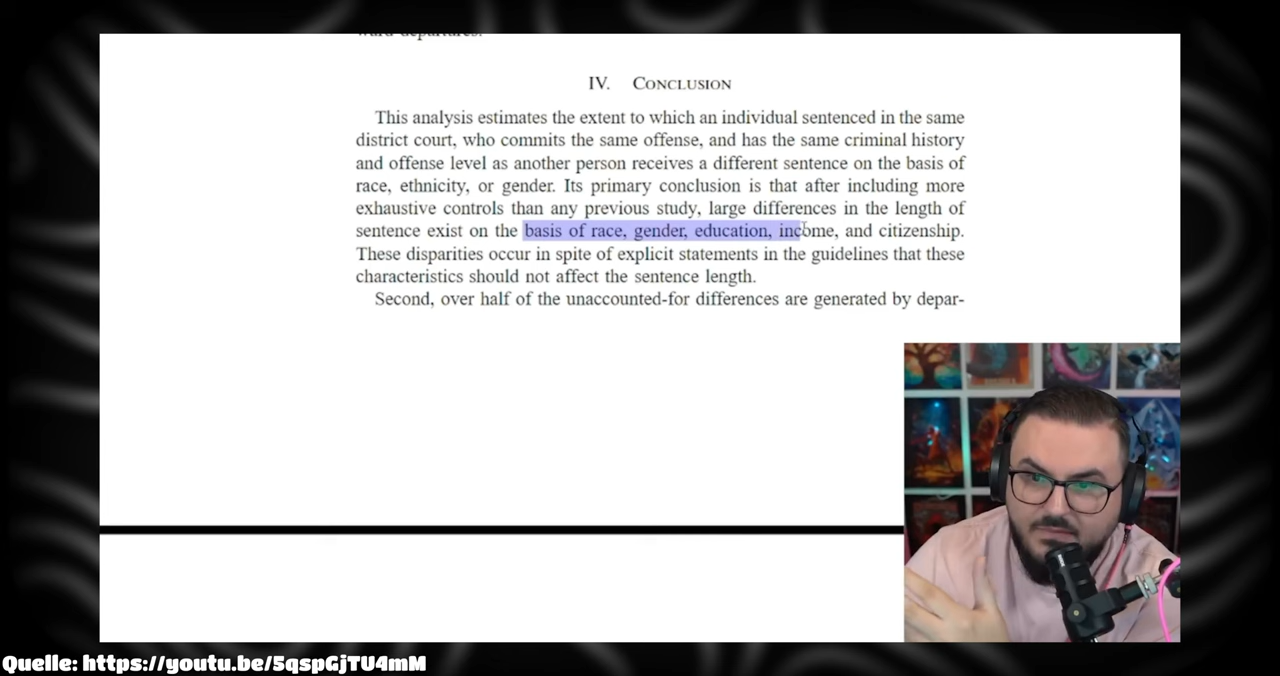 ward departures.
IV. CONCLUSION
This analysis estimates the extent to which an individual sentenced in the same
district court, who commits the same offense, and has the same criminal history
and offense level as another person receives a different sentence on the basis of
race, ethnicity, or gender. Its primary conclusion is that after including more
exhaustive controls than any previous study, large differences in the length of
sentence exist on the basis of race, gender, education, income, and citizenship.
These disparities occur in spite of explicit statements in the guidelines that these
characteristics should not affect the sentence length.
Second, over half of the unaccounted-for differences are generated by depar-
Quelle: https://youtu.be/5qspGjTU4mM